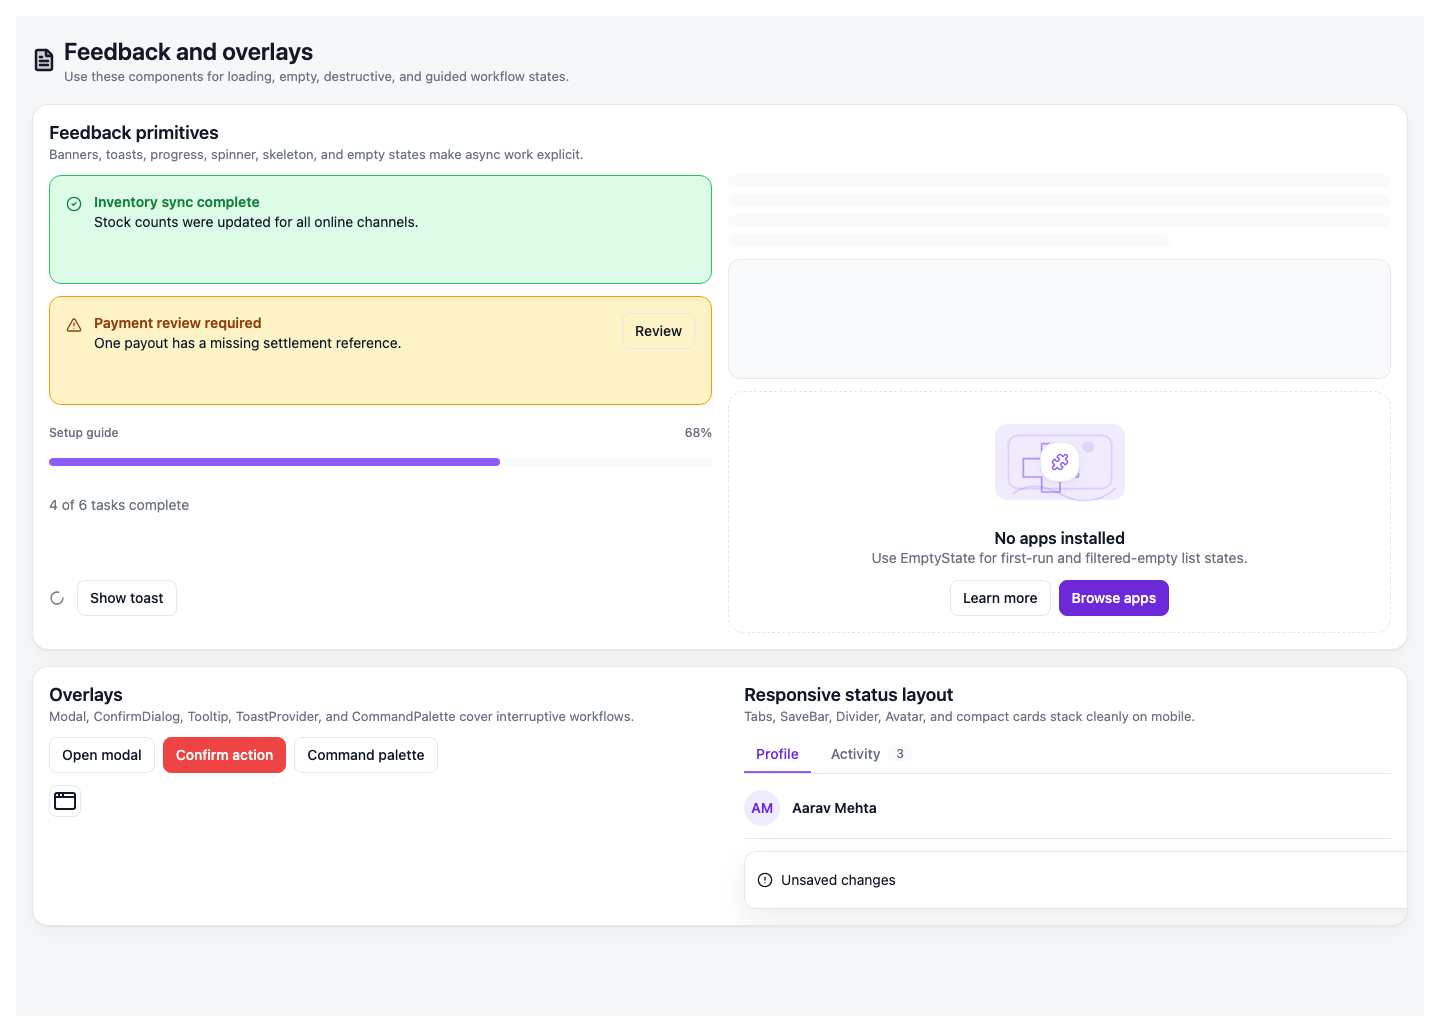 Feedback and overlays
Use these components for loading, empty, destructive, and guided workflow states.
Feedback primitives
Banners, toasts, progress, spinner, skeleton, and empty states make async work explicit.
Inventory sync complete
Stock counts were updated for all online channels.
Payment review required
One payout has a missing settlement reference.
Review
Setup guide
68%
4 of 6 tasks complete
Show toast
No apps installed
Use EmptyState for first-run and filtered-empty list states.
Learn more
Browse apps
Overlays
Modal, ConfirmDialog, Tooltip, ToastProvider, and CommandPalette cover interruptive workflows.
Open modal
Confirm action
Command palette
Responsive status layout
Tabs, SaveBar, Divider, Avatar, and compact cards stack cleanly on mobile.
Profile
Activity 3
AM
Aarav Mehta
Unsaved changes